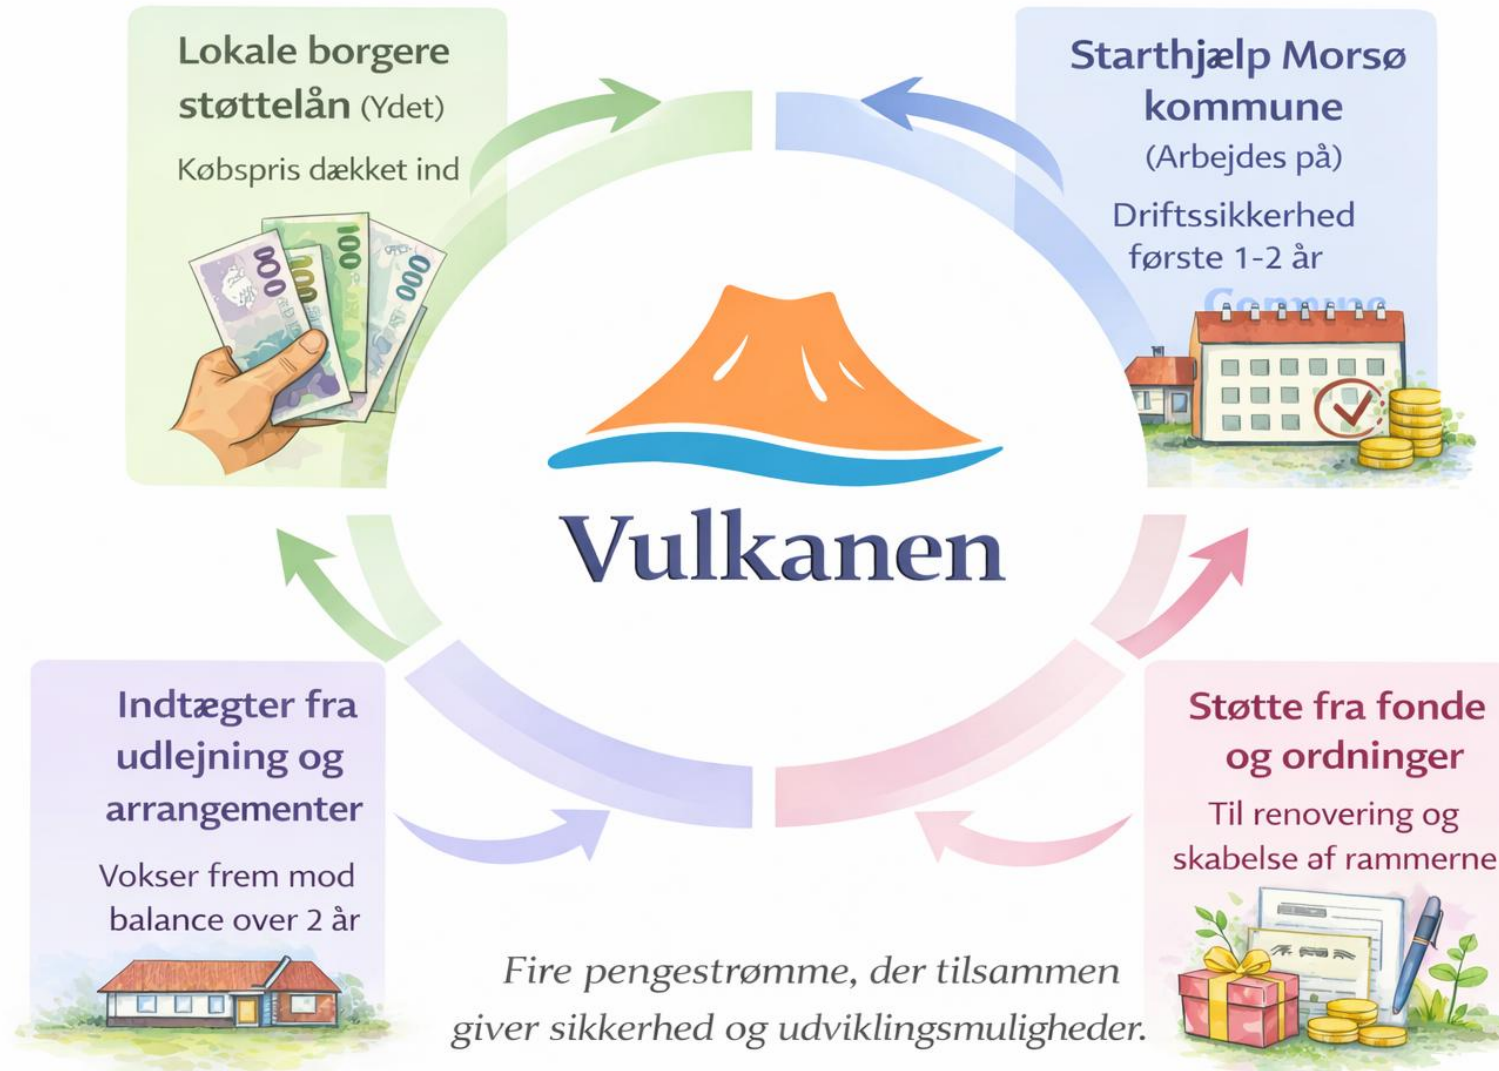 Lokale borgere
støttelån (Ydet)
Købspris dækket ind
Starthjælp Morsø
kommune
(Arbejdes på)
Driftssikkerhed
første 1-2 år
Vulkanen
Indtægter fra
udlejning og
arrangementer
Vokser frem mod
balance over 2 år
Støtte fra fonde
og ordninger
Til renovering og
skabelse af rammerne
Fire pengestrømme, der tilsammen
giver sikkerhed og udviklingsmuligheder.